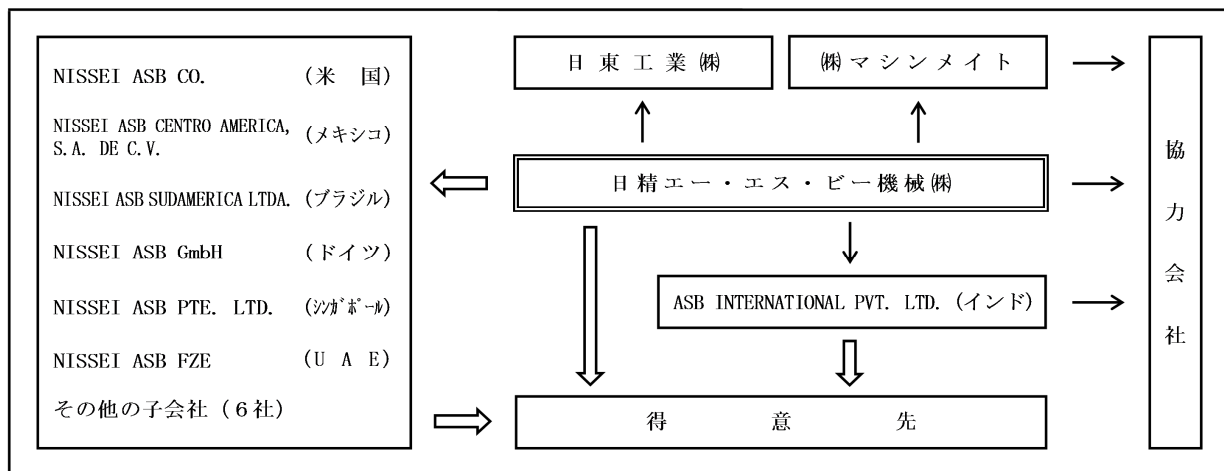 NISSEI ASB CO. (米 国)
NISSEI ASB CENTRO AMERICA,
S.A. DE C.V. (メキシコ)
NISSEI ASB SUDAMERICA LTDA. (ブラジル)
NISSEI ASB GmbH (ドイツ)
NISSEI ASB PTE. LTD. (ｼﾝｶﾞﾎﾟｰﾙ)
NISSEI ASB FZE (U A E)
その他の子会社(6社)
日東工業㈱
㈱マシンメイト
日精エー・エス・ビー機械㈱
ASB INTERNATIONAL PVT. LTD. (インド)
得 意 先
協力会社